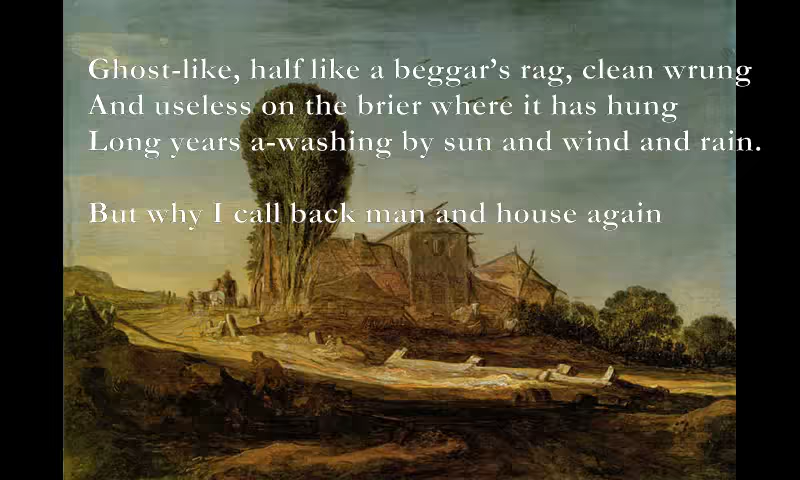 Ghost-like, half like a beggar’s rag, clean wrung
And useless on the brier where it has hung
Long years a-washing by sun and wind and rain.
But why I call back man and house again